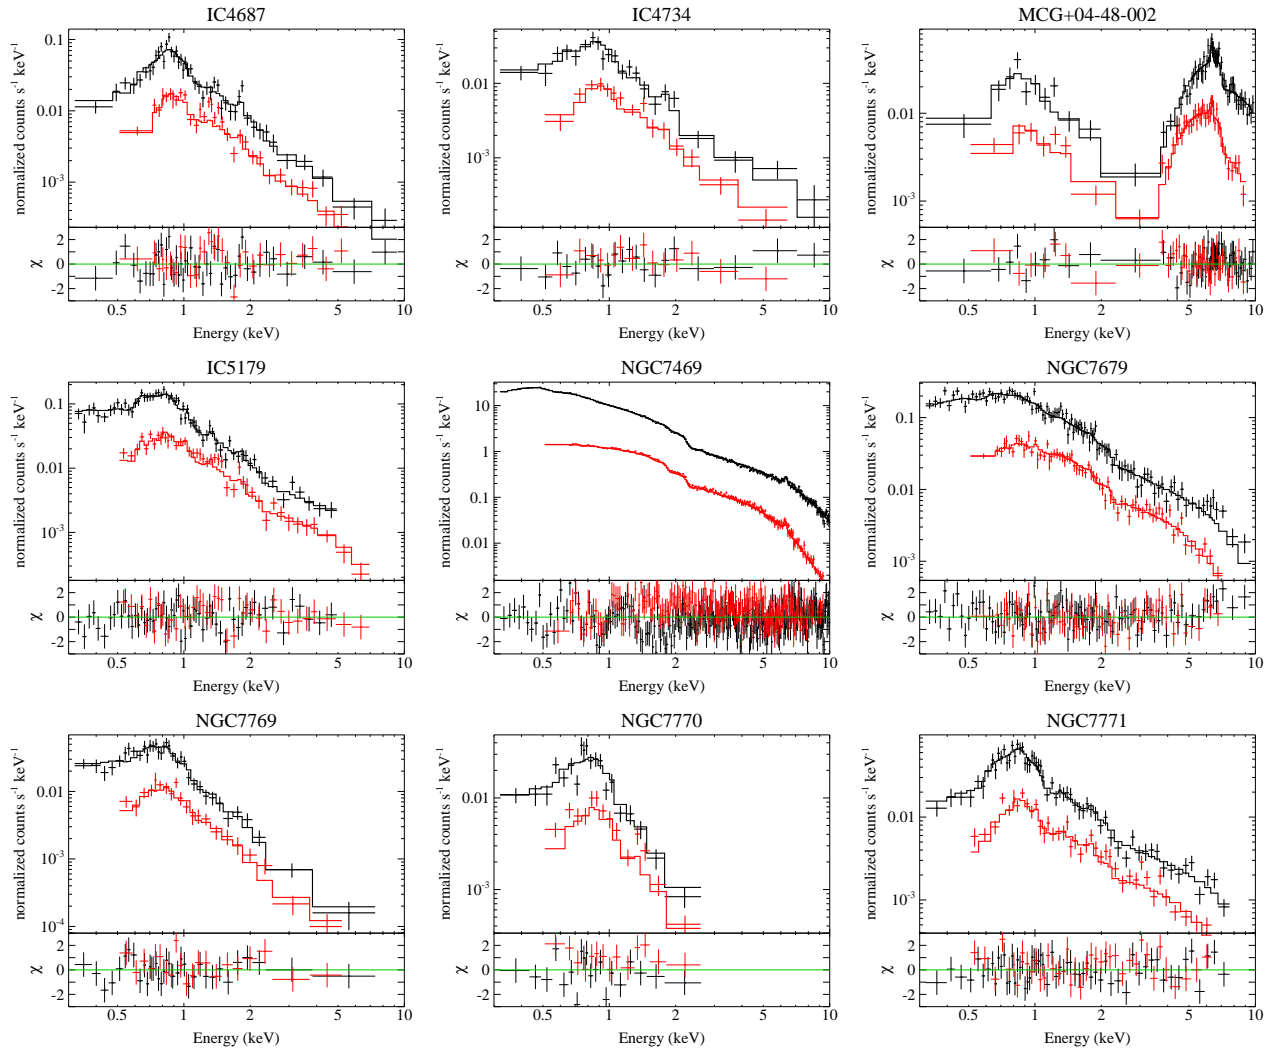 IC4687 IC4734 MCG+04-48-002
normalized counts s⁻¹ keV⁻¹ normalized counts s⁻¹ keV⁻¹ normalized counts s⁻¹ keV⁻¹
0.1
0.01 0.01 0.01
10⁻³ 10⁻³ 10⁻³
χ χ χ
2 2 2
0 0 0
-2 -2 -2
0.5 1 2 5 10 0.5 1 2 5 10 0.5 1 2 5 10
Energy (keV) Energy (keV) Energy (keV)
IC5179 NGC7469 NGC7679
normalized counts s⁻¹ keV⁻¹ normalized counts s⁻¹ keV⁻¹ normalized counts s⁻¹ keV⁻¹
0.1 10 0.1
0.01 1 0.01
10⁻³ 0.1 10⁻³
0.01
χ χ χ
2 2 2
0 0 0
-2 -2 -2
0.5 1 2 5 10 0.5 1 2 5 10 0.5 1 2 5 10
Energy (keV) Energy (keV) Energy (keV)
NGC7769 NGC7770 NGC7771
normalized counts s⁻¹ keV⁻¹ normalized counts s⁻¹ keV⁻¹ normalized counts s⁻¹ keV⁻¹
0.01 0.01 0.01
10⁻³ 10⁻³ 10⁻³
10⁻⁴
χ χ χ
2 2 2
0 0 0
-2 -2 -2
0.5 1 2 5 10 0.5 1 2 5 10 0.5 1 2 5 10
Energy (keV) Energy (keV) Energy (keV)